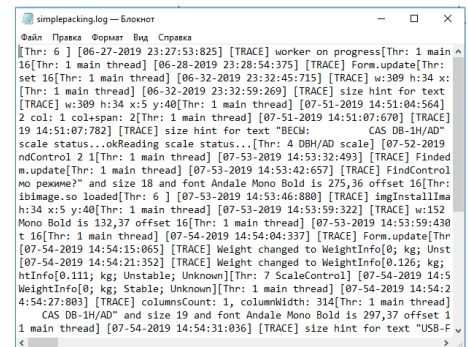 simplepacking.log — Блокнот
Файл Правка Формат Вид Справка
[Thr: 6 ] [06-27-2019 23:27:53:825] [TRACE] worker on progress[Thr: 1 main
16[Thr: 1 main thread] [06-28-2019 23:28:54:375] [TRACE] Form.update[Thr:
set 16[Thr: 1 main thread] [06-32-2019 23:32:45:715] [TRACE] w:309 h:34 x:
[Thr: 1 main thread] [06-32-2019 23:32:59:269] [TRACE] size hint for text
[TRACE] w:309 h:34 x:5 y:40[Thr: 1 main thread] [07-51-2019 14:51:04:564]
2 col: 1 col+span: 2[Thr: 1 main thread] [07-51-2019 14:51:07:670] [TRACE]
19 14:51:07:782] [TRACE] size hint for text "ВЕСЫ: CAS DB-1H/AD"
scale status...okReading scale status...[Thr: 4 DBH/AD scale] [07-52-2019
ndControl 2 1[Thr: 1 main thread] [07-53-2019 14:53:32:493] [TRACE] Finded
m.update[Thr: 1 main thread] [07-53-2019 14:53:42:657] [TRACE] FindControl
мо режиме?" and size 18 and font Andale Mono Bold is 275,36 offset 16[Thr:
ibimage.so loaded[Thr: 6 ] [07-53-2019 14:53:46:880] [TRACE] imgInstallIma
h:34 x:5 y:40[Thr: 1 main thread] [07-53-2019 14:53:59:322] [TRACE] w:152
Mono Bold is 132,37 offset 16[Thr: 1 main thread] [07-53-2019 14:53:59:430
t 16[Thr: 1 main thread] [07-54-2019 14:54:04:337] [TRACE] Form.update[Thr
[07-54-2019 14:54:15:065] [TRACE] Weight changed to WeightInfo[0; kg; Unst
[07-54-2019 14:54:21:352] [TRACE] Weight changed to WeightInfo[0.126; kg;
htInfo[0.111; kg; Unstable; Unknown][Thr: 7 ScaleControl] [07-54-2019 14:5
WeightInfo[0; kg; Stable; Unknown][Thr: 1 main thread] [07-54-2019 14:54:2
4:54:27:803] [TRACE] columnsCount: 1, columnWidth: 314[Thr: 1 main thread]
CAS DB-1H/AD" and size 19 and font Andale Mono Bold is 297,37 offset 1
1 main thread] [07-54-2019 14:54:31:036] [TRACE] size hint for text "USB-F